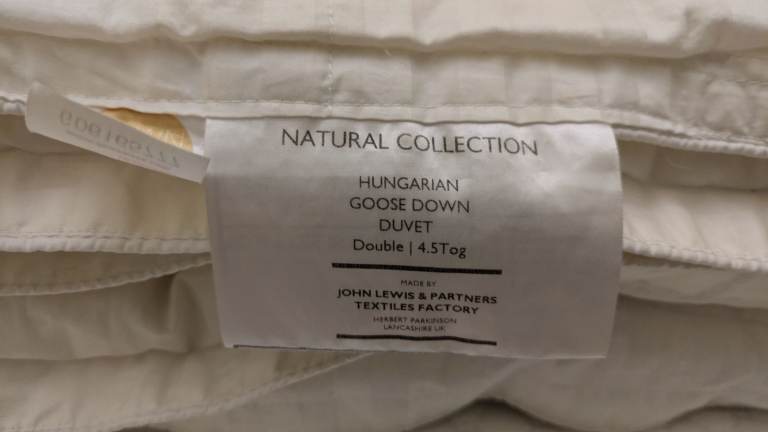 NATURAL COLLECTION
HUNGARIAN
GOOSE DOWN
DUVET
Double | 4.5Tog
MADE BY
JOHN LEWIS & PARTNERS
TEXTILES FACTORY
HERBERT PARKINSON
LANCASHIRE UK